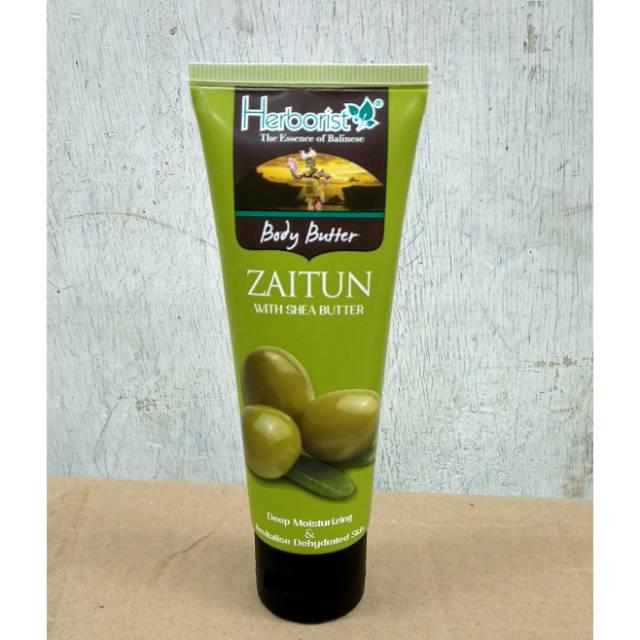 Herborist®
The Essence of Balinese
Body Butter
ZAITUN
WITH SHEA BUTTER
Deep Moisturizing
&
Revitalise Dehydrated Skin